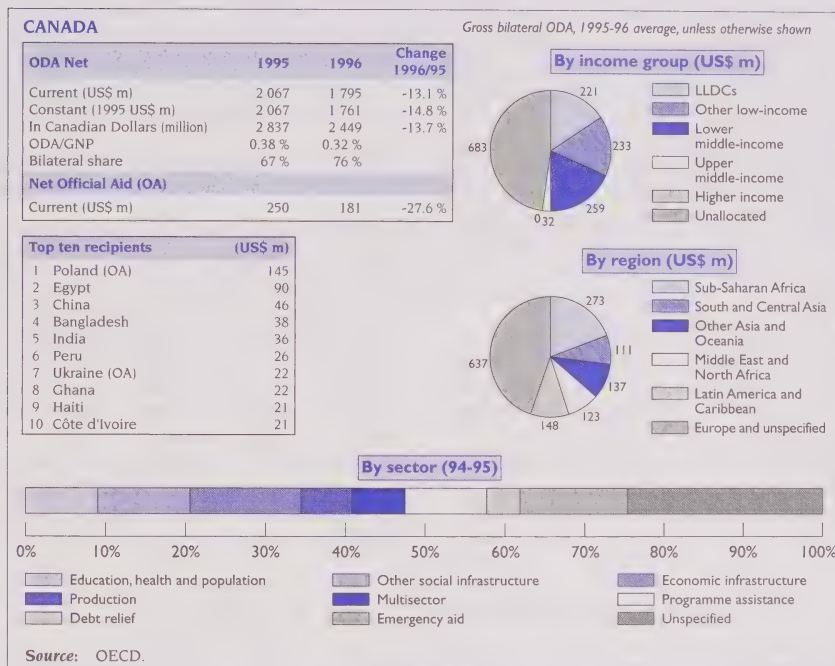 CANADA
Gross bilateral ODA, 1995-96 average, unless otherwise shown
ODA Net 1995 1996 Change 1996/95
Current (US$ m) 2 067 1 795 -13.1 %
Constant (1995 US$ m) 2 067 1 761 -14.8 %
In Canadian Dollars (million) 2 837 2 449 -13.7 %
ODA/GNP 0.38 % 0.32 %
Bilateral share 67 % 76 %
Net Official Aid (OA)
Current (US$ m) 250 181 -27.6 %
By income group (US$ m)
221
233
259
32
0
683
LLDCs
Other low-income
Lower
middle-income
Upper
middle-income
Higher income
Unallocated
Top ten recipients (US$ m)
1 Poland (OA) 145
2 Egypt 90
3 China 46
4 Bangladesh 38
5 India 36
6 Peru 26
7 Ukraine (OA) 22
8 Ghana 22
9 Haiti 21
10 Côte d'Ivoire 21
By region (US$ m)
273
111
137
123
148
637
Sub-Saharan Africa
South and Central Asia
Other Asia and
Oceania
Middle East and
North Africa
Latin America and
Caribbean
Europe and unspecified
By sector (94-95)
0% 10% 20% 30% 40% 50% 60% 70% 80% 90% 100%
Education, health and population Other social infrastructure Economic infrastructure
Production Multisector Programme assistance
Debt relief Emergency aid Unspecified
Source: OECD.